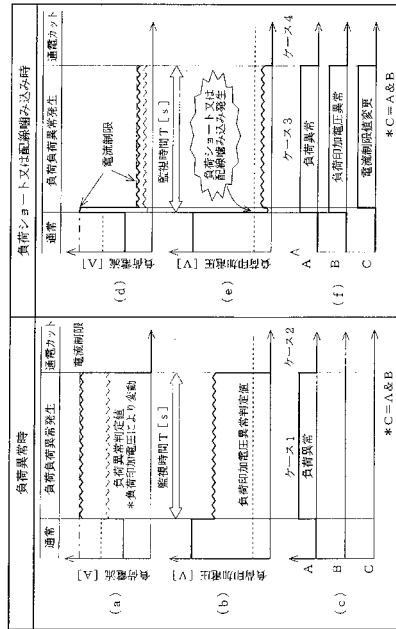 負荷異常時
負荷ショート又は配線噛み込み時
通常
負荷負荷異常発生
通電カット
通常
負荷負荷異常発生
通電カット
(a)
負荷電流 [A]
電流制限
負荷異常判定値
*負荷印加電圧により変動
(d)
負荷電流 [A]
電流制限
監視時間T [s]
監視時間T [s]
(b)
負荷印加電圧 [V]
負荷印加電圧異常判定値
(e)
負荷印加電圧 [V]
負荷ショート又は
配線噛み込み発生
ケース1
ケース2
ケース3
ケース4
(c)
A
負荷異常
B
C
*C=A&B
(f)
A
負荷異常
B
負荷印加電圧異常
C
電流制限値変更
*C=A&B